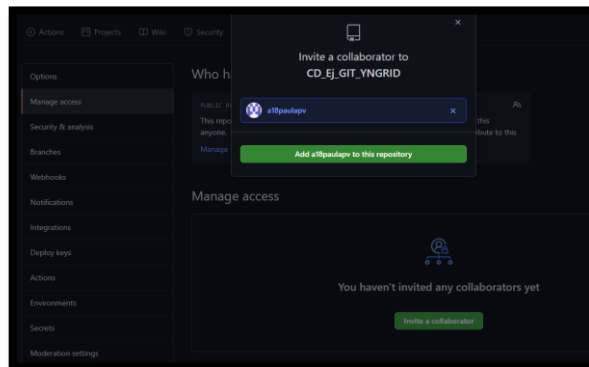 Actions Projects Wiki Security
Invite a collaborator to
CD_Ej_GIT_YNGRID
a18paulapv
Add a18paulapv to this repository
Options
Manage access
Security & analysis
Branches
Webhooks
Notifications
Integrations
Deploy keys
Actions
Environments
Secrets
Moderation settings
Who h
PUBLIC R
This repo
anyone.
Manage
this
ibute to this
Manage access
You haven't invited any collaborators yet
Invite a collaborator